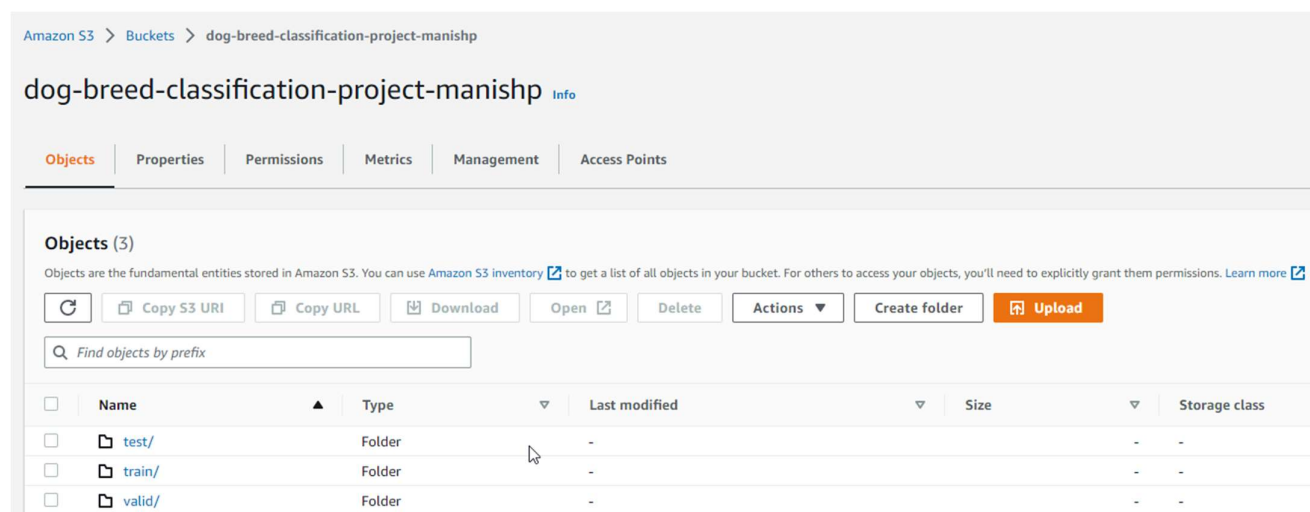 Amazon S3 > Buckets > dog-breed-classification-project-manishp
dog-breed-classification-project-manishp Info
Objects Properties Permissions Metrics Management Access Points
Objects (3)
Objects are the fundamental entities stored in Amazon S3. You can use Amazon S3 inventory to get a list of all objects in your bucket. For others to access your objects, you'll need to explicitly grant them permissions. Learn more
Copy S3 URI Copy URL Download Open Delete Actions Create folder Upload
Find objects by prefix
Name Type Last modified Size Storage class
test/ Folder - - -
train/ Folder - - -
valid/ Folder - - -